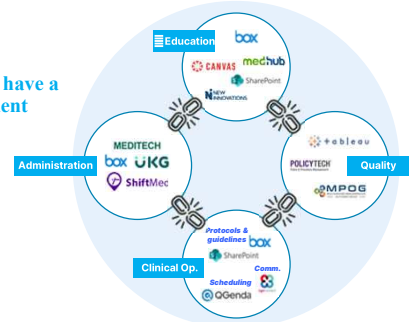 have a
ent
Education
box
CANVAS
medhub
SharePoint
NEW
INNOVATIONS
MEDITECH
box UKG
ShiftMed
Administration
+ableau
POLICYTECH
MPOG
Quality
Protocols &
guidelines
box
SharePoint
Clinical Op.
Comm.
Scheduling
QGenda